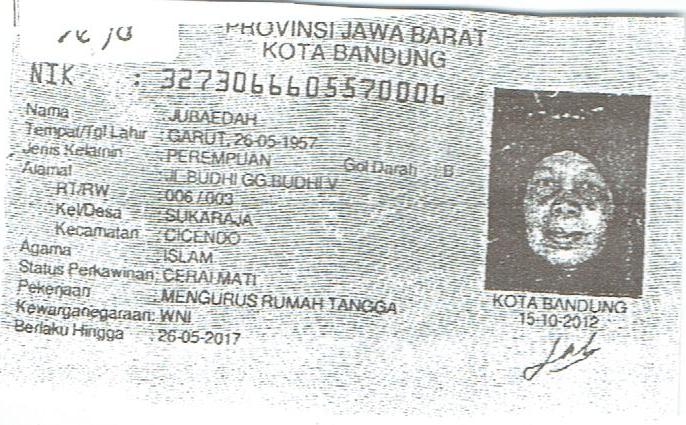 PROVINSI JAWA BARAT
KOTA BANDUNG
NIK : 3273066605570006
Nama : JUBAEDAH
Tempat/Tgl Lahir : GARUT, 26-05-1957
Jenis Kelamin : PEREMPUAN Gol Darah : B
Alamat : JL.BUDHI GG.BUDHI V
RT/RW : 006 / 003
Kel/Desa : SUKARAJA
Kecamatan : CICENDO
Agama : ISLAM
Status Perkawinan: CERAI MATI
Pekerjaan : MENGURUS RUMAH TANGGA
Kewarganegaraan: WNI
Berlaku Hingga : 26-05-2017
KOTA BANDUNG
15-10-2012